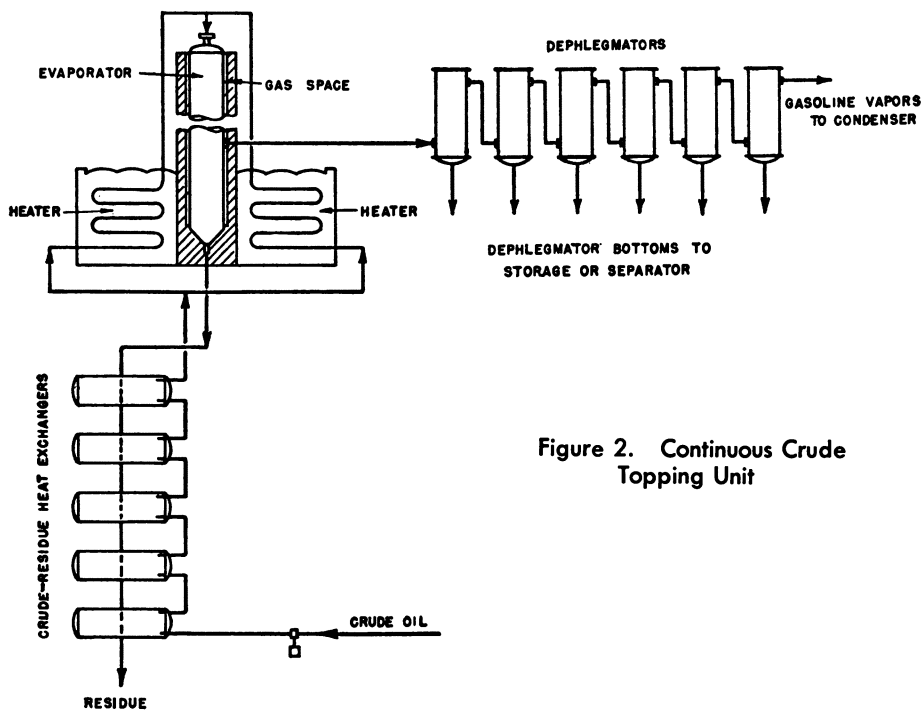 DEPHLEGMATORS
EVAPORATOR
GAS SPACE
GASOLINE VAPORS
TO CONDENSER
HEATER
HEATER
DEPHLEGMATOR BOTTOMS TO
STORAGE OR SEPARATOR
CRUDE-RESIDUE HEAT EXCHANGERS
Figure 2. Continuous Crude
Topping Unit
CRUDE OIL
RESIDUE